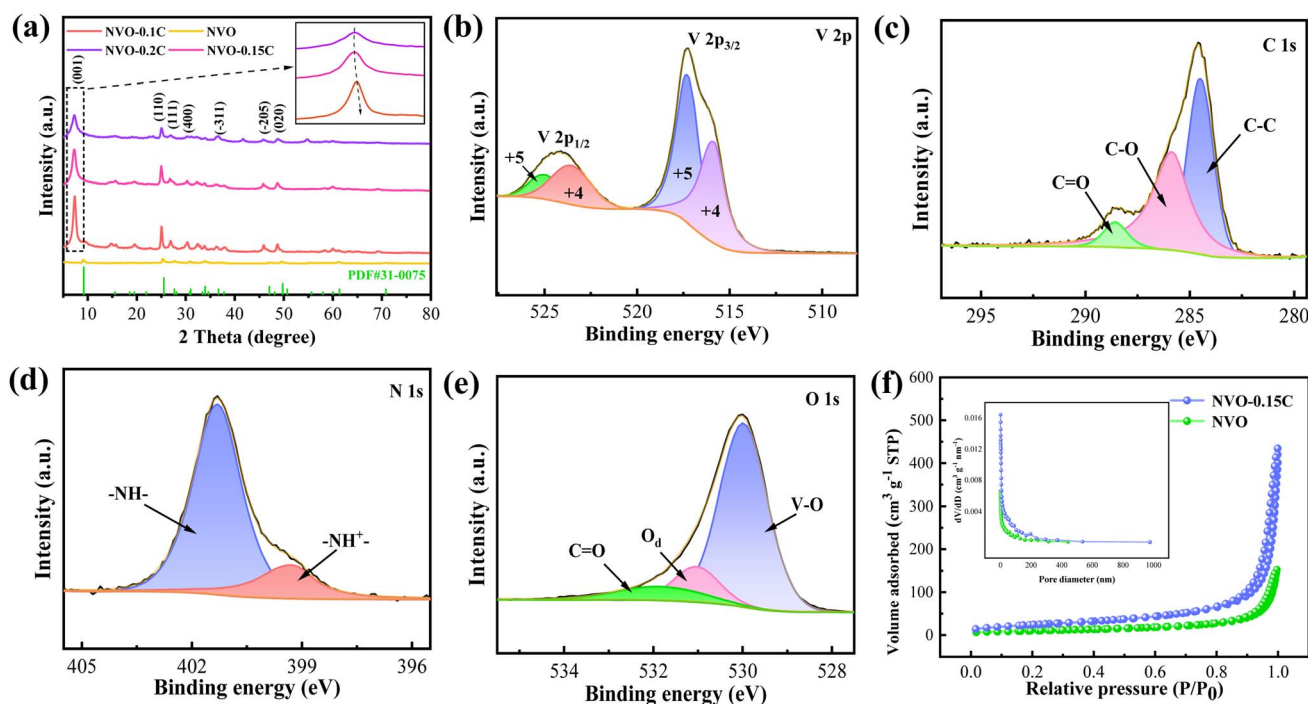 (a)
NVO-0.1C
NVO
NVO-0.2C
NVO-0.15C
(001)
(110)
(111)
(400)
(-311)
(-205)
(020)
PDF#31-0075
Intensity (a.u.)
10 20 30 40 50 60 70 80
2 Theta (degree)
(b)
V 2p
V 2p3/2
V 2p1/2
+5
+4
+5
+4
Intensity (a.u.)
525 520 515 510
Binding energy (eV)
(c)
C 1s
C-C
C-O
C=O
Intensity (a.u.)
295 290 285 280
Binding energy (eV)
(d)
N 1s
-NH-
-NH+-
Intensity (a.u.)
405 402 399 396
Binding energy (eV)
(e)
O 1s
V-O
Od
C=O
Intensity (a.u.)
534 532 530 528
Binding energy (eV)
(f)
NVO-0.15C
NVO
Volume adsorbed (cm3 g-1 STP)
600
500
450
400
300
200
100
50
0
0.0 0.2 0.4 0.6 0.8 1.0
Relative pressure (P/P0)
dV/dD (cm3 g-1 nm-1)
0.016
0.012
0.008
0.004
0 200 400 600 800 1000
Pore diameter (nm)